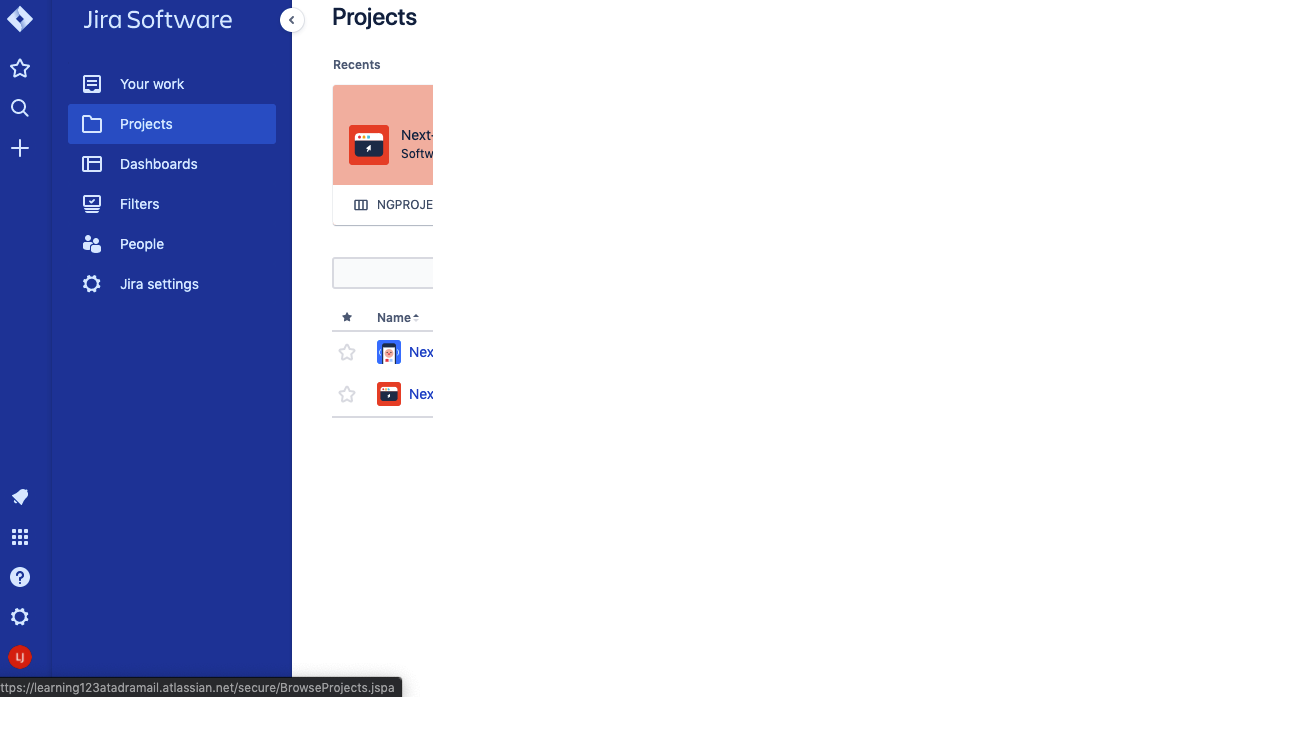 Jira Software
Your work
Projects
Dashboards
Filters
People
Jira settings
LJ
Projects
Recents
Next-
Softw
NGPROJE
Name
Nex
Nex
ttps://learning123atadramail.atlassian.net/secure/BrowseProjects.jspa